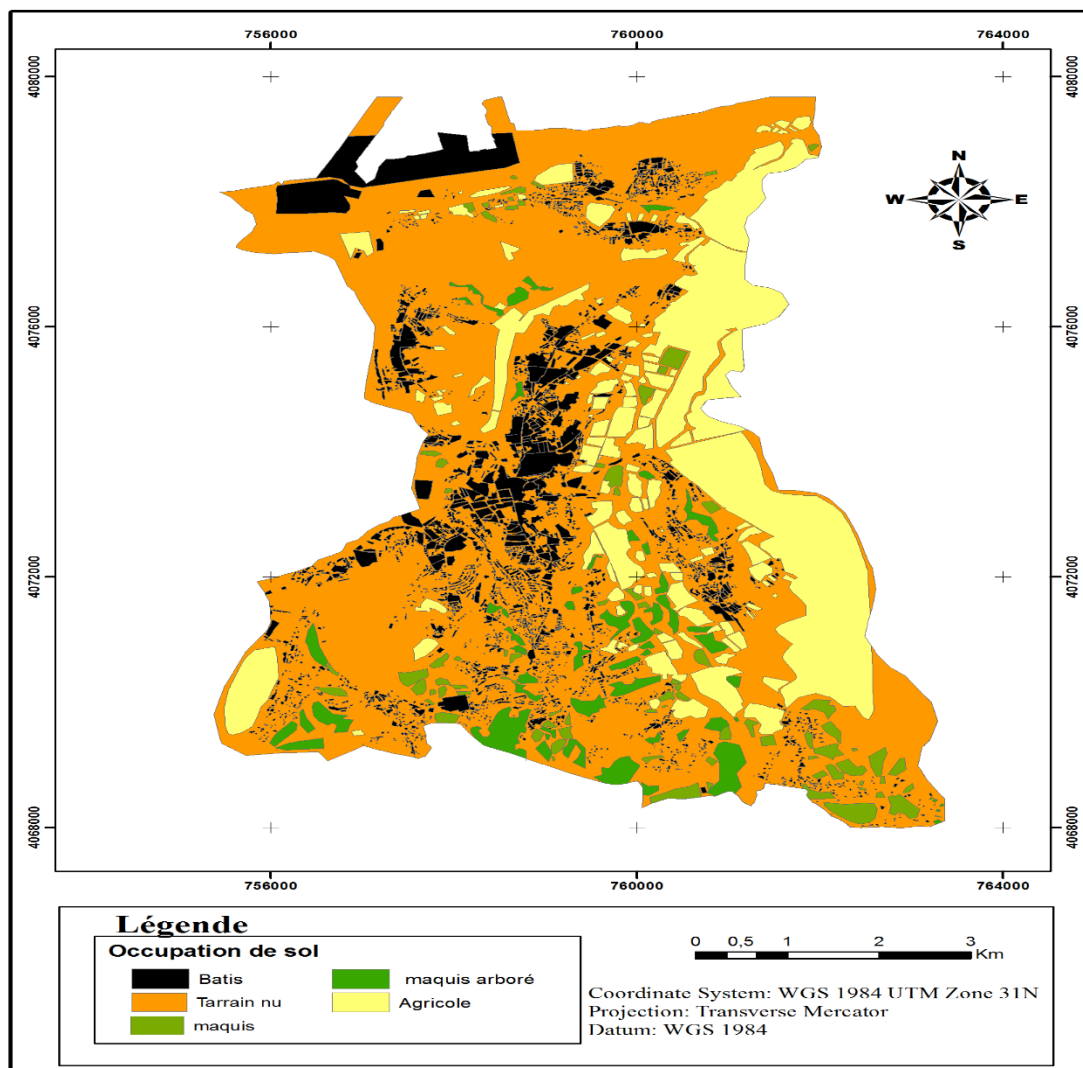 756000 760000 764000
4080000 4080000
N
W E
S
4076000 4076000
4072000 4072000
4068000 4068000
756000 760000 764000
Légende
Occupation de sol
Batis maquis arboré
Tarrain nu Agricole
maquis
0 0,5 1 2 3
Km
Coordinate System: WGS 1984 UTM Zone 31N
Projection: Transverse Mercator
Datum: WGS 1984